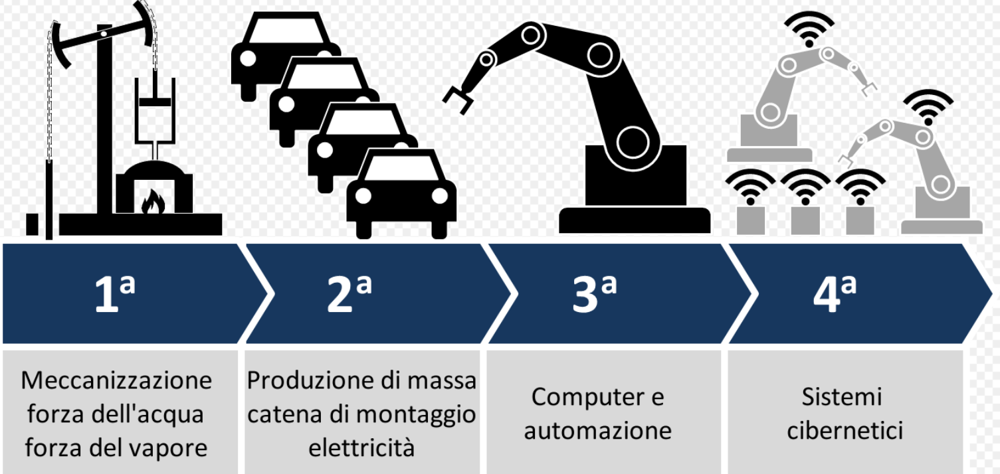 1ª
2ª
3ª
4ª
Meccanizzazione
forza dell'acqua
forza del vapore
Produzione di massa
catena di montaggio
elettricità
Computer e
automazione
Sistemi
cibernetici